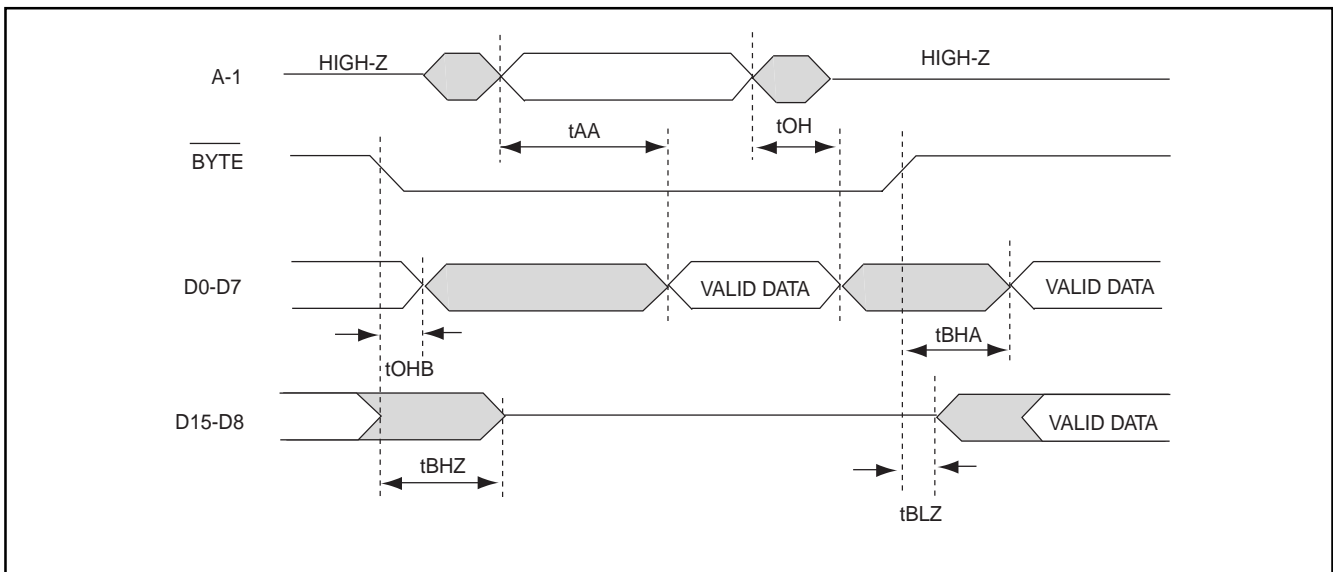 HIGH-Z
HIGH-Z
A-1
tAA
tOH
BYTE
D0-D7
VALID DATA
VALID DATA
tBHA
tOHB
D15-D8
VALID DATA
tBHZ
tBLZ